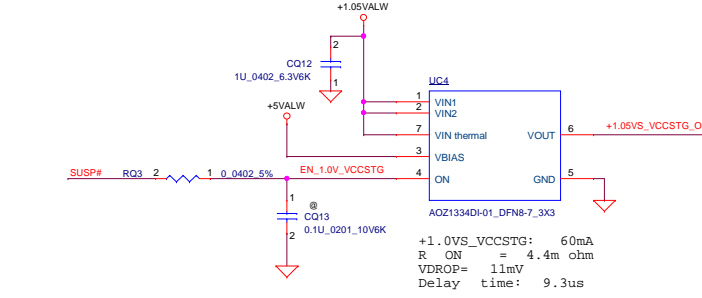 +1.05VALW
2
CQ12
1U_0402_6.3V6K
1
UC4
+5VALW
1 VIN1
2 VIN2
7 VIN thermal VOUT 6 +1.05VS_VCCSTG_O
3 VBIAS
SUSP# RQ3 2 1 0_0402_5% EN_1.0V_VCCSTG 4 ON GND 5
1 @
CQ13
0.1U_0201_10V6K
2
AOZ1334DI-01_DFN8-7_3X3
+1.0VS_VCCSTG: 60mA
R ON = 4.4m ohm
VDROP= 11mV
Delay time: 9.3us